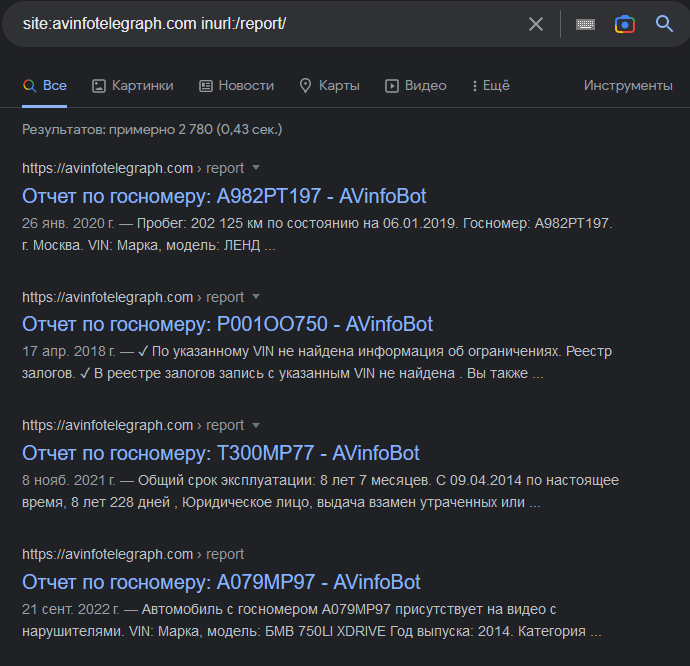 site:avinfotelegraph.com inurl:/report/
Все Картинки Новости Карты Видео Ещё Инструменты
Результатов: примерно 2 780 (0,43 сек.)
https://avinfotelegraph.com › report
Отчет по госномеру: A982PT197 - AVinfoBot
26 янв. 2020 г. — Пробег: 202 125 км по состоянию на 06.01.2019. Госномер: A982PT197.
г. Москва. VIN: Марка, модель: ЛЕНД ...
https://avinfotelegraph.com › report
Отчет по госномеру: P001OO750 - AVinfoBot
17 апр. 2018 г. — ✓ По указанному VIN не найдена информация об ограничениях. Реестр
залогов. ✓ В реестре залогов запись с указанным VIN не найдена . Вы также ...
https://avinfotelegraph.com › report
Отчет по госномеру: T300MP77 - AVinfoBot
8 нояб. 2021 г. — Общий срок эксплуатации: 8 лет 7 месяцев. С 09.04.2014 по настоящее
время, 8 лет 228 дней , Юридическое лицо, выдача взамен утраченных или ...
https://avinfotelegraph.com › report
Отчет по госномеру: A079MP97 - AVinfoBot
21 сент. 2022 г. — Автомобиль с госномером A079MP97 присутствует на видео с
нарушителями. VIN: Марка, модель: БМВ 750LI XDRIVE Год выпуска: 2014. Категория ...